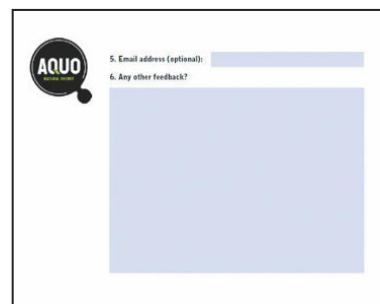 AQUO
5. Email address (optional):
6. Any other feedback?